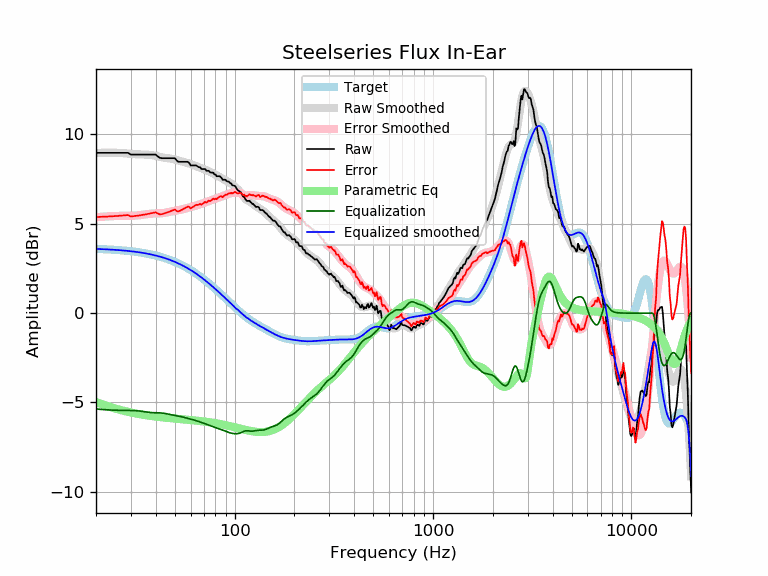 Steelseries Flux In-Ear
Target
Raw Smoothed
Error Smoothed
Raw
Error
Parametric Eq
Equalization
Equalized smoothed
10
5
0
−5
−10
Amplitude (dBr)
100
1000
10000
Frequency (Hz)